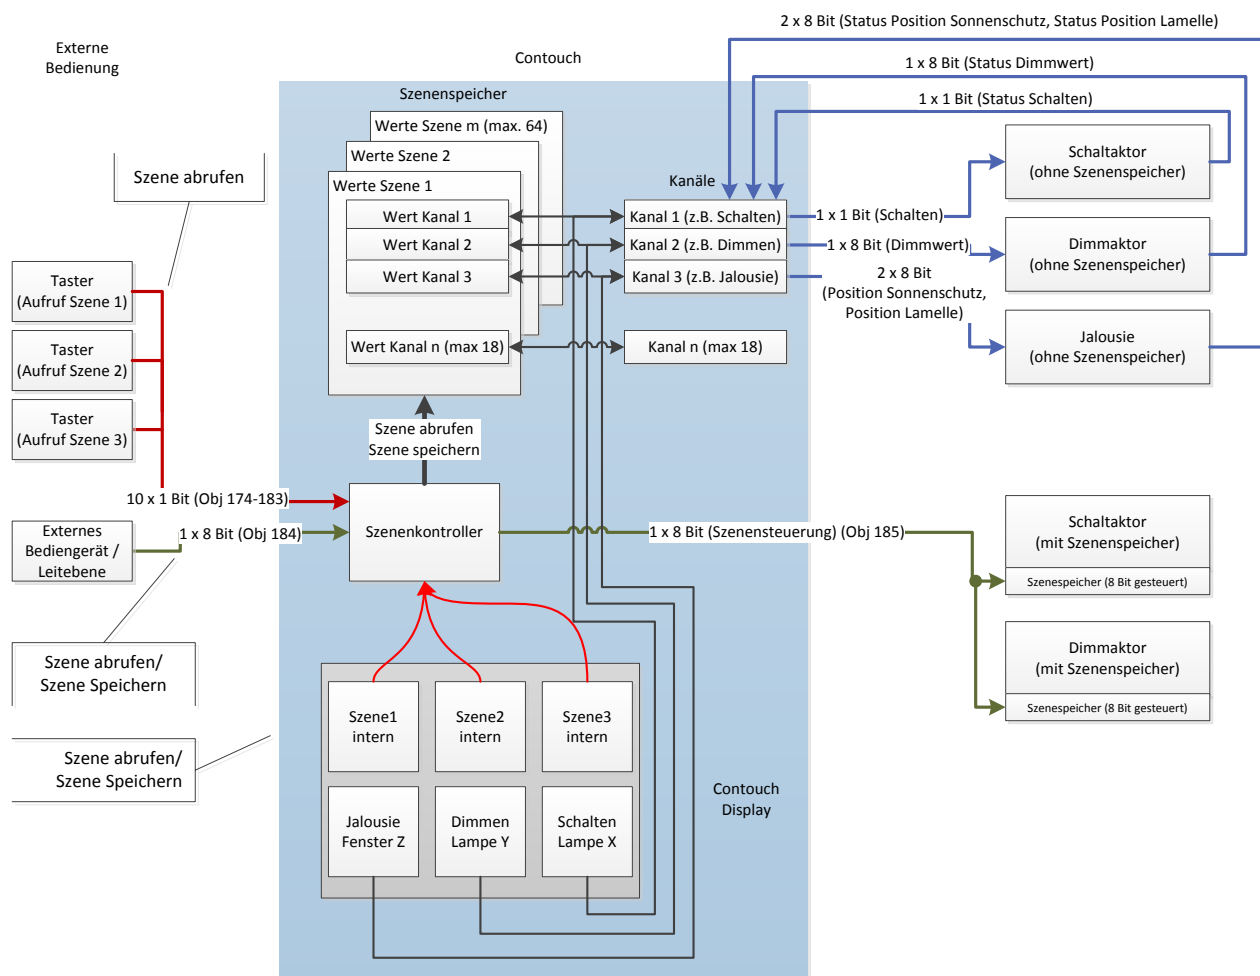 2 x 8 Bit (Status Position Sonnenschutz, Status Position Lamelle)
Externe
Bedienung
Contouch
1 x 8 Bit (Status Dimmwert)
Szenenspeicher
1 x 1 Bit (Status Schalten)
Werte Szene m (max. 64)
Werte Szene 2
Werte Szene 1
Kanäle
Schaltaktor
(ohne Szenenspeicher)
Szene abrufen
Wert Kanal 1
Kanal 1 (z.B. Schalten)
1 x 1 Bit (Schalten)
Wert Kanal 2
Kanal 2 (z.B. Dimmen)
1 x 8 Bit (Dimmwert)
Dimmaktor
(ohne Szenenspeicher)
Wert Kanal 3
Kanal 3 (z.B. Jalousie)
2 x 8 Bit
(Position Sonnenschutz,
Position Lamelle)
Taster
(Aufruf Szene 1)
Wert Kanal n (max 18)
Kanal n (max 18)
Jalousie
(ohne Szenenspeicher)
Taster
(Aufruf Szene 2)
Taster
(Aufruf Szene 3)
Szene abrufen
Szene speichern
10 x 1 Bit (Obj 174-183)
Externes
Bediengerät /
Leitebene
1 x 8 Bit (Obj 184)
Szenenkontroller
1 x 8 Bit (Szenensteuerung) (Obj 185)
Schaltaktor
(mit Szenenspeicher)
Szenespeicher (8 Bit gesteuert)
Dimmaktor
(mit Szenenspeicher)
Szenespeicher (8 Bit gesteuert)
Szene abrufen/
Szene Speichern
Szene1
intern
Szene2
intern
Szene3
intern
Szene abrufen/
Szene Speichern
Contouch
Display
Jalousie
Fenster Z
Dimmen
Lampe Y
Schalten
Lampe X